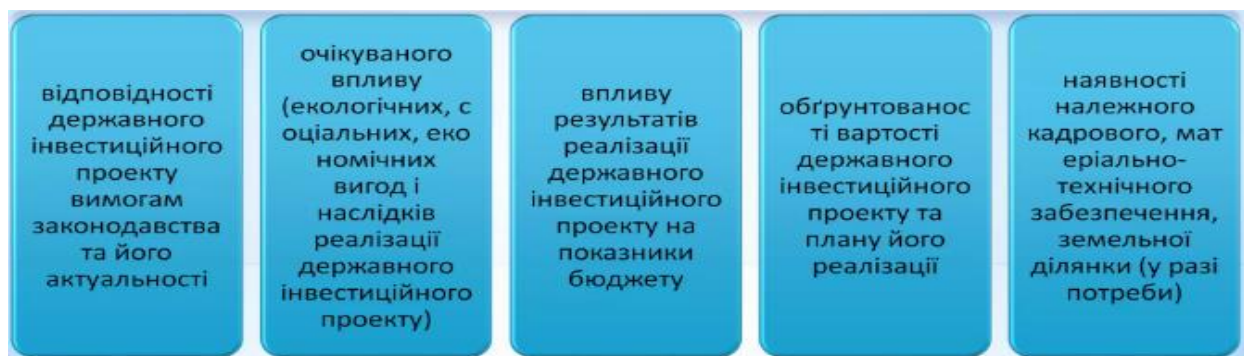 відповідності
державного
інвестиційного
проекту
вимогам
законодавства
та його
актуальності
очікуваного
впливу
(екологічних, с
оціальних, еко
номічних
вигод і
наслідків
реалізації
державного
інвестиційного
проекту)
впливу
результатів
реалізації
державного
інвестиційного
проекту на
показники
бюджету
обґрунтованос
ті вартості
державного
інвестиційного
проекту та
плану його
реалізації
наявності
належного
кадрового, мат
еріально-
технічного
забезпечення,
земельної
ділянки (у разі
потреби)